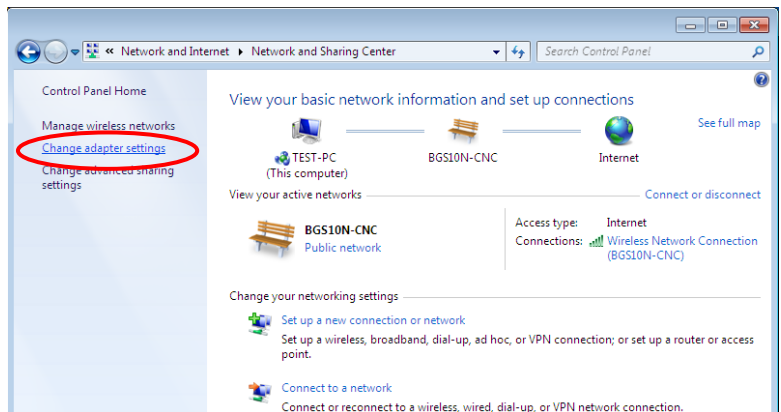 « Network and Internet ▸ Network and Sharing Center
Search Control Panel
Control Panel Home
Manage wireless networks
Change adapter settings
Change advanced sharing
settings
View your basic network information and set up connections
See full map
TEST-PC
(This computer)
BGS10N-CNC
Internet
View your active networks
Connect or disconnect
BGS10N-CNC
Public network
Access type: Internet
Connections: Wireless Network Connection
(BGS10N-CNC)
Change your networking settings
Set up a new connection or network
Set up a wireless, broadband, dial-up, ad hoc, or VPN connection; or set up a router or access
point.
Connect to a network
Connect or reconnect to a wireless, wired, dial-up, or VPN network connection.